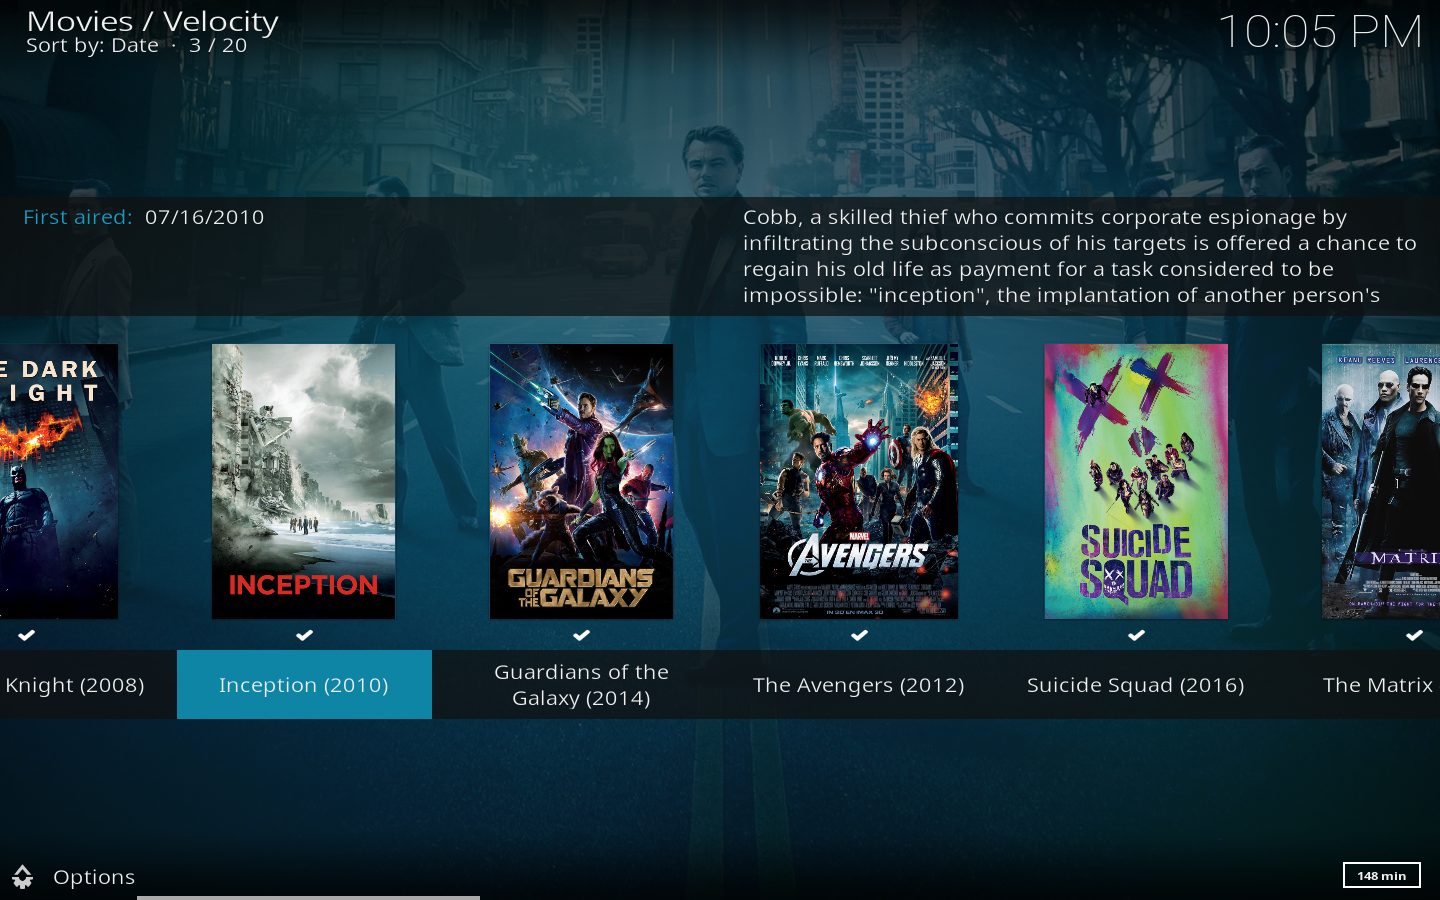 Movies / Velocity
Sort by: Date · 3 / 20
10:05 PM
First aired: 07/16/2010
Cobb, a skilled thief who commits corporate espionage by
infiltrating the subconscious of his targets is offered a chance to
regain his old life as payment for a task considered to be
impossible: "inception", the implantation of another person's
E DARK
IGHT
INCEPTION
GUARDIANS
OF THE GALAXY
MARVEL
AVENGERS
SUICIDE
SQUAD
KEANU REEVES LAURENCE
MATRI
Knight (2008)
Inception (2010)
Guardians of the
Galaxy (2014)
The Avengers (2012)
Suicide Squad (2016)
The Matrix
Options
148 min